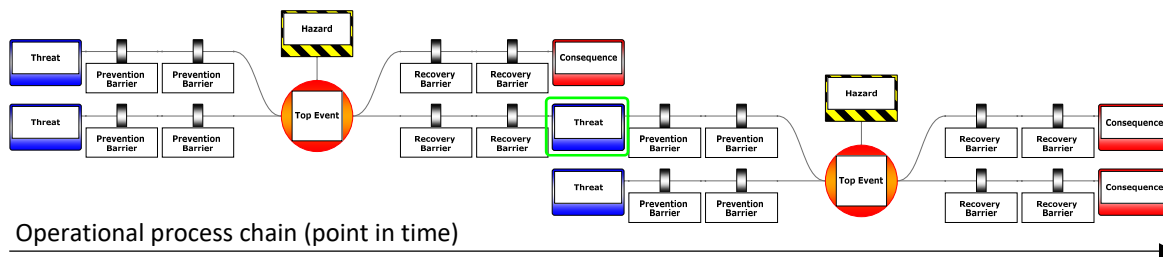 Hazard
Threat
Prevention
Barrier
Prevention
Barrier
Recovery
Barrier
Recovery
Barrier
Consequence
Top Event
Threat
Prevention
Barrier
Prevention
Barrier
Recovery
Barrier
Recovery
Barrier
Threat
Prevention
Barrier
Prevention
Barrier
Hazard
Recovery
Barrier
Recovery
Barrier
Consequence
Top Event
Threat
Prevention
Barrier
Prevention
Barrier
Recovery
Barrier
Recovery
Barrier
Consequence
Operational process chain (point in time)